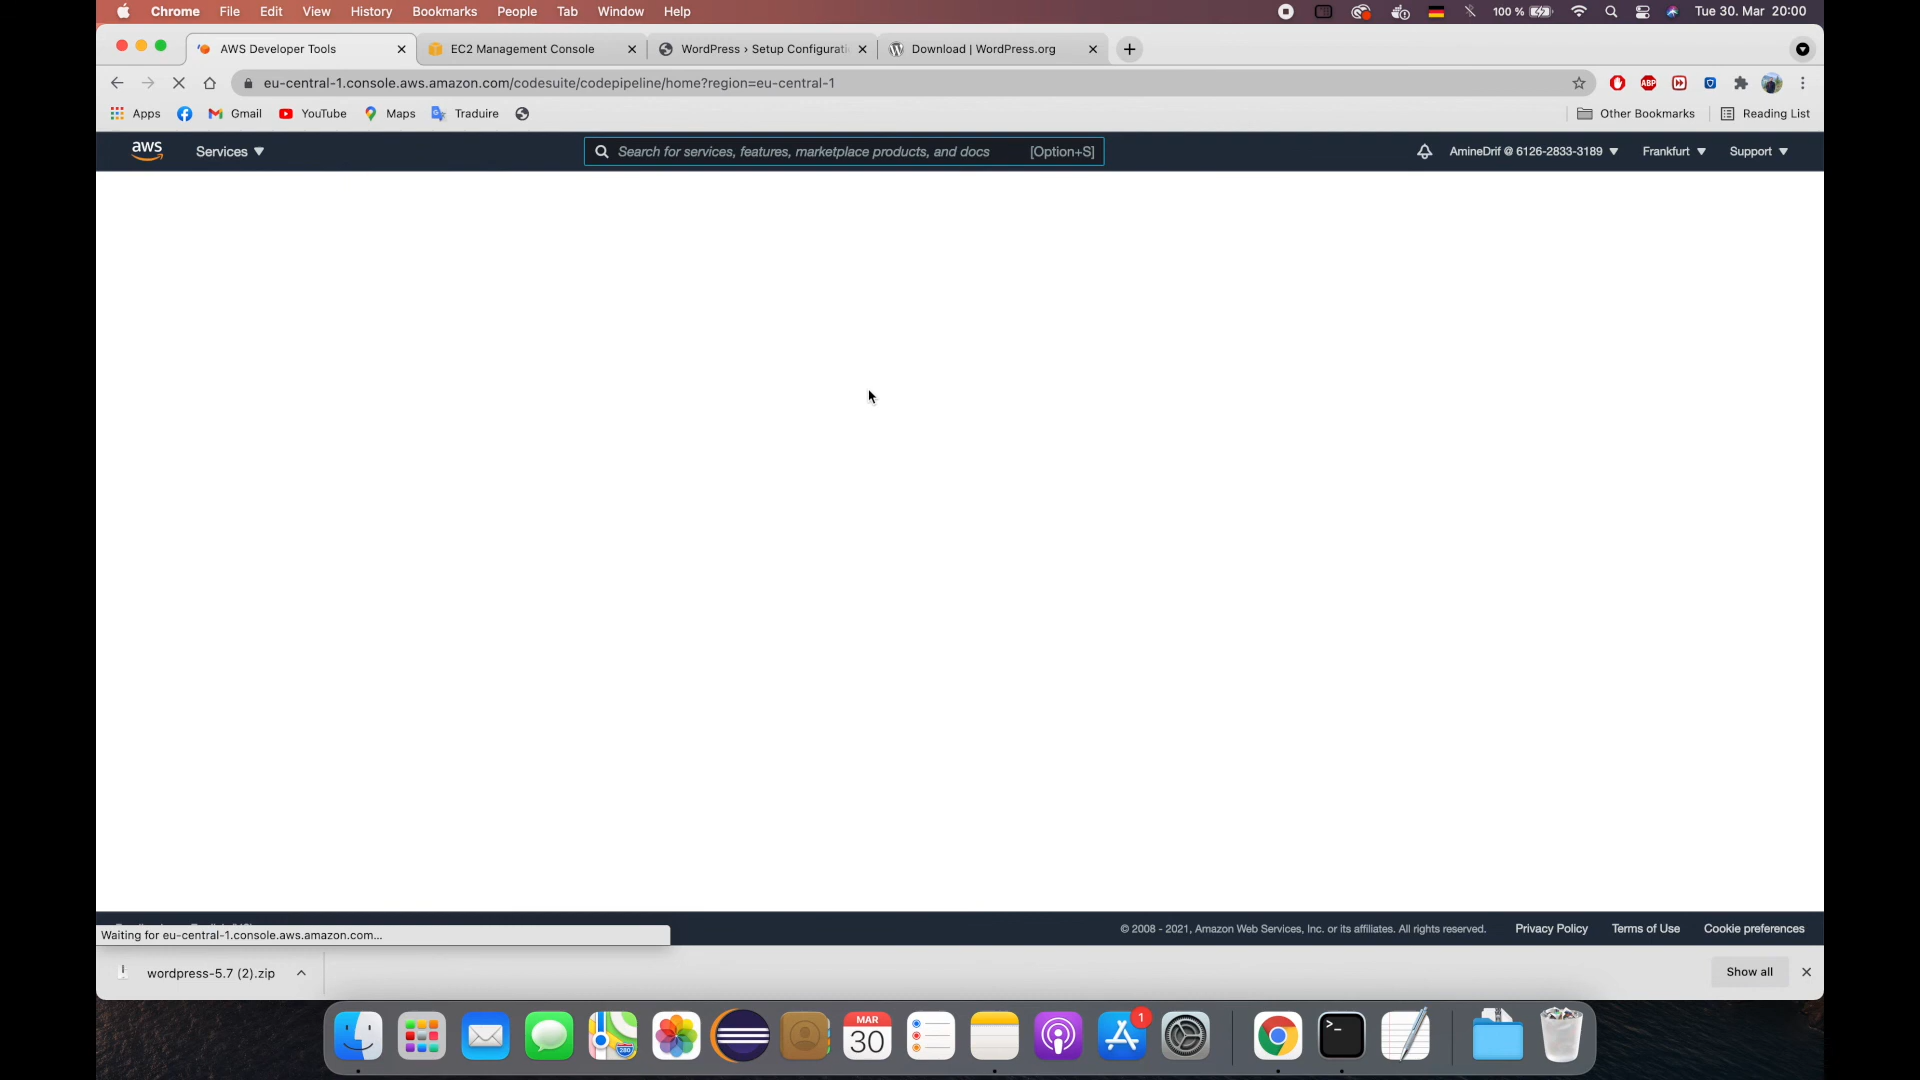 Chrome File Edit View History Bookmarks People Tab Window Help 100 % Tue 30. Mar 20:00
AWS Developer Tools EC2 Management Console WordPress › Setup Configurati Download | WordPress.org
eu-central-1.console.aws.amazon.com/codesuite/codepipeline/home?region=eu-central-1 ABP
Apps Gmail YouTube Maps Traduire Other Bookmarks Reading List
aws Services Search for services, features, marketplace products, and docs [Option+S] AmineDrif @ 6126-2833-3189 Frankfurt Support
© 2008 - 2021, Amazon Web Services, Inc. or its affiliates. All rights reserved. Privacy Policy Terms of Use Cookie preferences
Waiting for eu-central-1.console.aws.amazon.com...
wordpress-5.7 (2).zip Show all
280 MAR 30 1